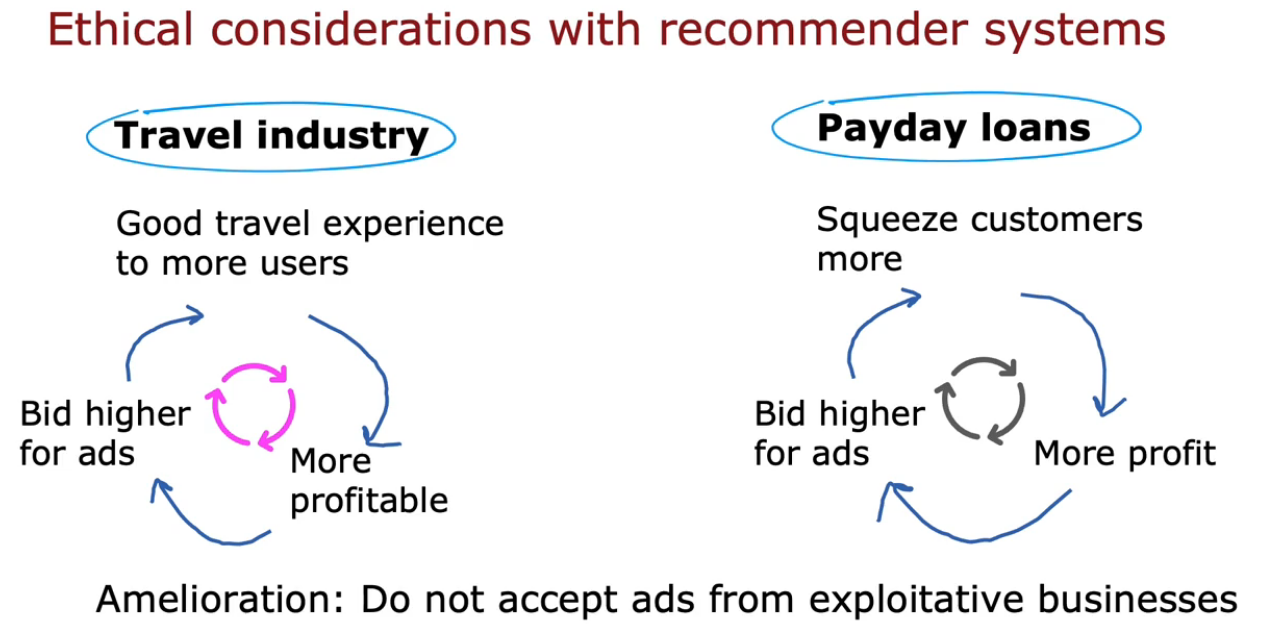 Ethical considerations with recommender systems
Travel industry
Good travel experience
to more users
Bid higher
for ads
More
profitable
Payday loans
Squeeze customers
more
Bid higher
for ads
More profit
Amelioration: Do not accept ads from exploitative businesses